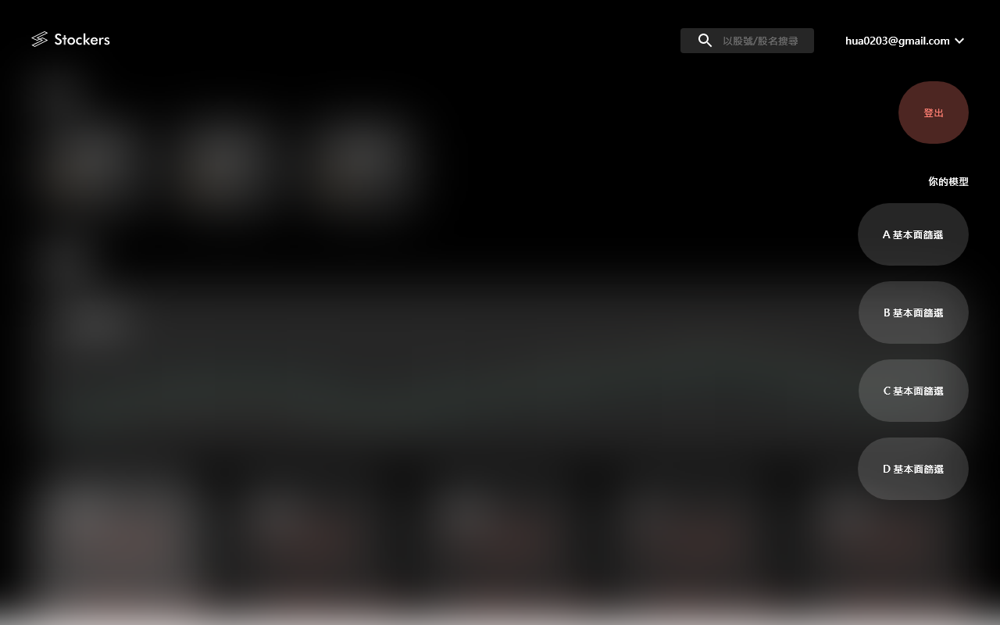 Stockers
以股號/股名搜尋
hua0203@gmail.com
登出
你的模型
A 基本面篩選
B 基本面篩選
C 基本面篩選
D 基本面篩選